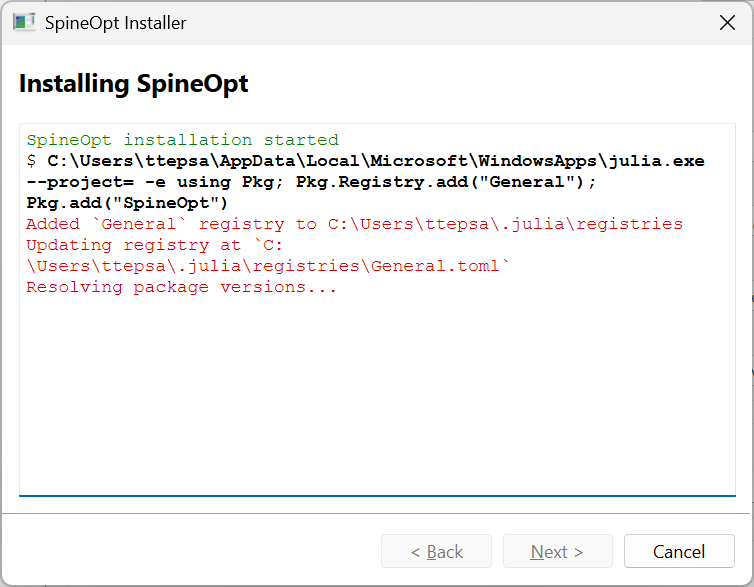 SpineOpt Installer
Installing SpineOpt
SpineOpt installation started
$ C:\Users\ttepsa\AppData\Local\Microsoft\WindowsApps\julia.exe
--project= -e using Pkg; Pkg.Registry.add("General");
Pkg.add("SpineOpt")
Added `General` registry to C:\Users\ttepsa\.julia\registries
Updating registry at `C:
\Users\ttepsa\.julia\registries\General.toml`
Resolving package versions...
< Back
Next >
Cancel